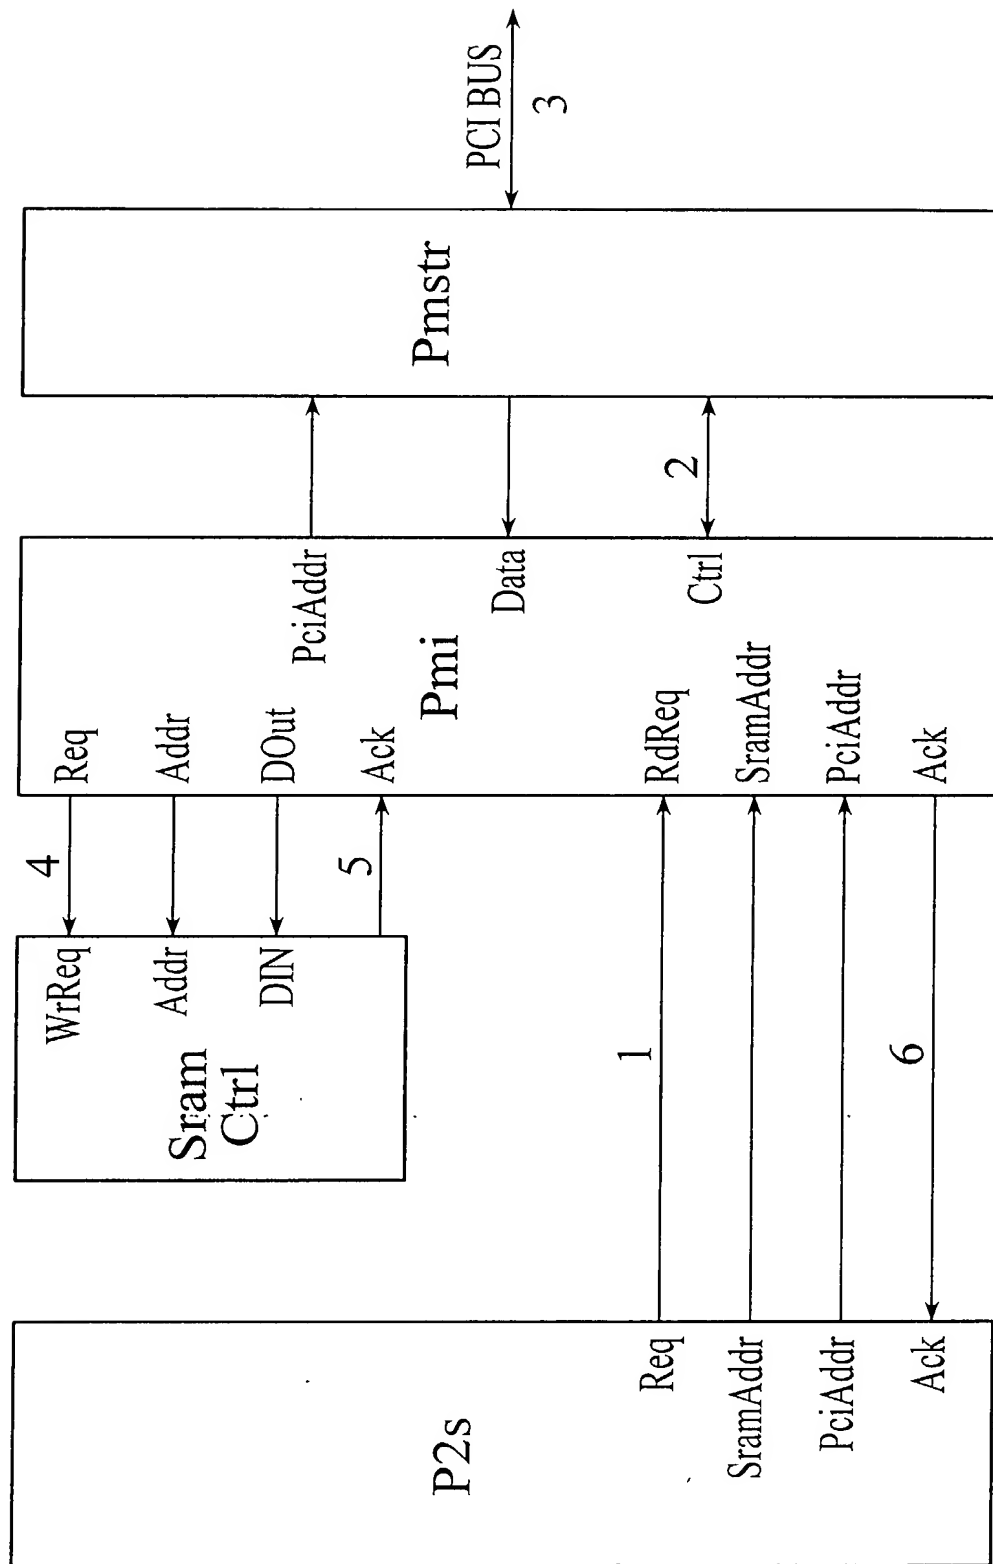 P2s
Req
SramAddr
PciAddr
Ack
1
6
Sram
Ctrl
WrReq
Addr
DIN
4
5
Req
Addr
DOut
Ack
Pmi
RdReq
SramAddr
PciAddr
Ack
PciAddr
Data
Ctrl
2
Pmstr
PCI BUS
3